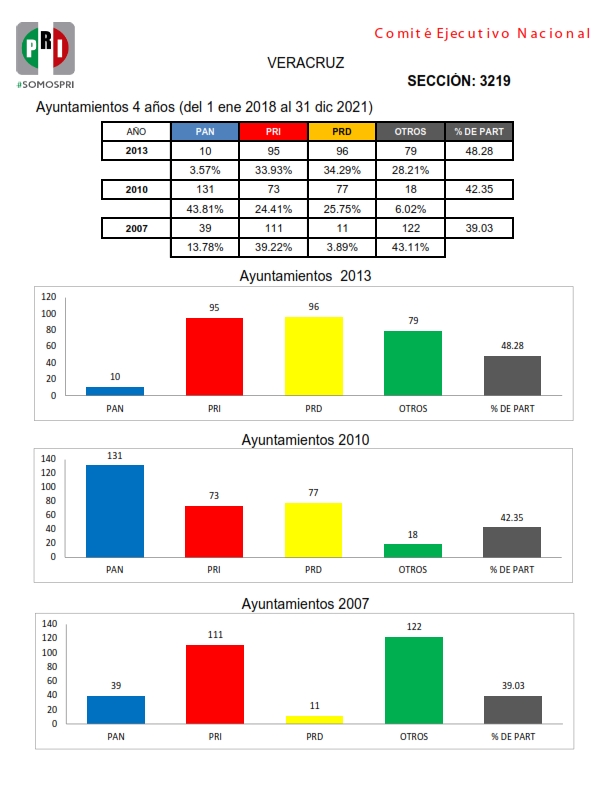 Comité Ejecutivo Nacional
PRI
#SOMOSPRI
VERACRUZ
SECCIÓN: 3219
Ayuntamientos 4 años (del 1 ene 2018 al 31 dic 2021)
AÑO PAN PRI PRD OTROS % DE PART
2013 10 95 96 79 48.28
3.57% 33.93% 34.29% 28.21%
2010 131 73 77 18 42.35
43.81% 24.41% 25.75% 6.02%
2007 39 111 11 122 39.03
13.78% 39.22% 3.89% 43.11%
Ayuntamientos 2013
120
100
80
60
40
20
0
10 95 96 79 48.28
PAN PRI PRD OTROS % DE PART
Ayuntamientos 2010
140
120
100
80
60
40
20
0
131 73 77 18 42.35
PAN PRI PRD OTROS % DE PART
Ayuntamientos 2007
140
120
100
80
60
40
20
0
39 111 11 122 39.03
PAN PRI PRD OTROS % DE PART